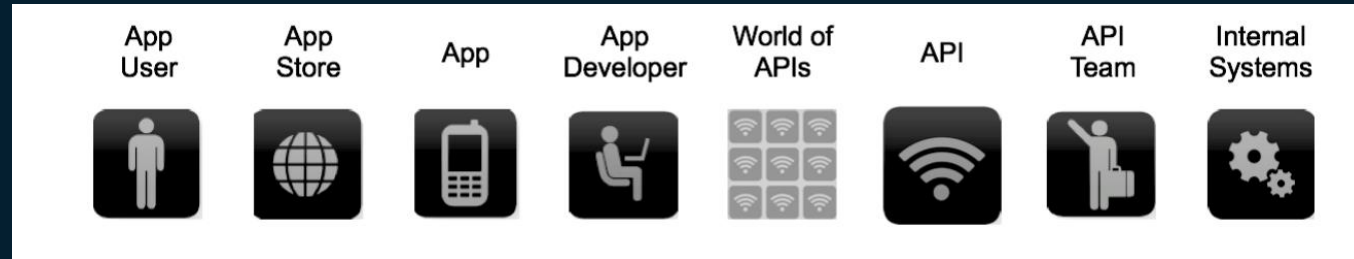 App
User
App
Store
App
App
Developer
World of
APIs
API
API
Team
Internal
Systems